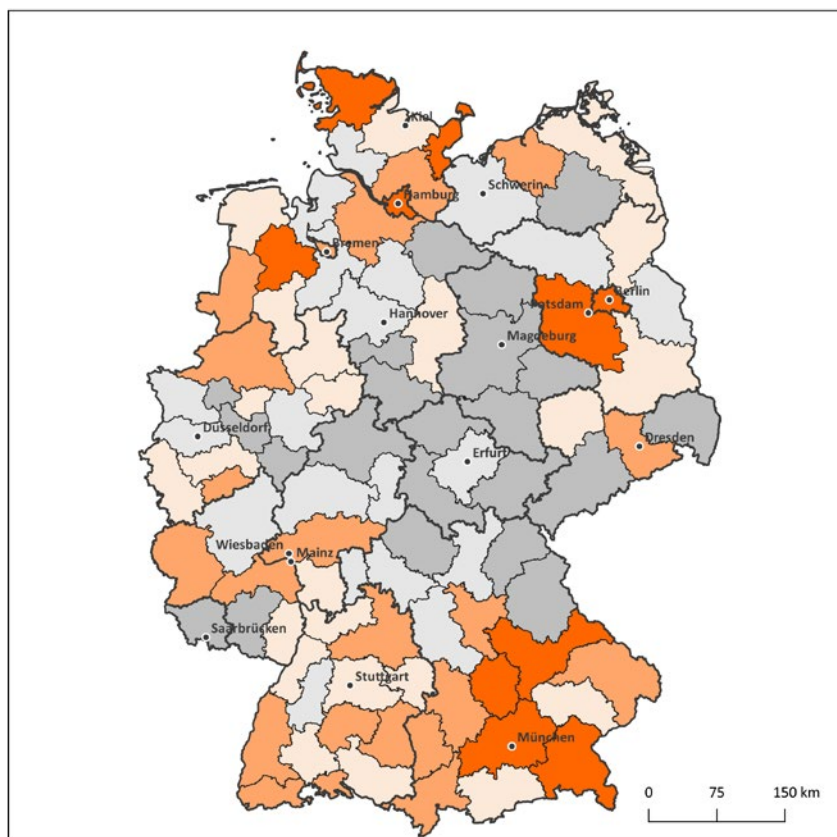 Kiel
Schwerin
Hamburg
Bremen
Berlin
Potsdam
Hannover
Magdeburg
Düsseldorf
Erfurt
Dresden
Wiesbaden
Mainz
Saarbrücken
Stuttgart
München
0 75 150 km